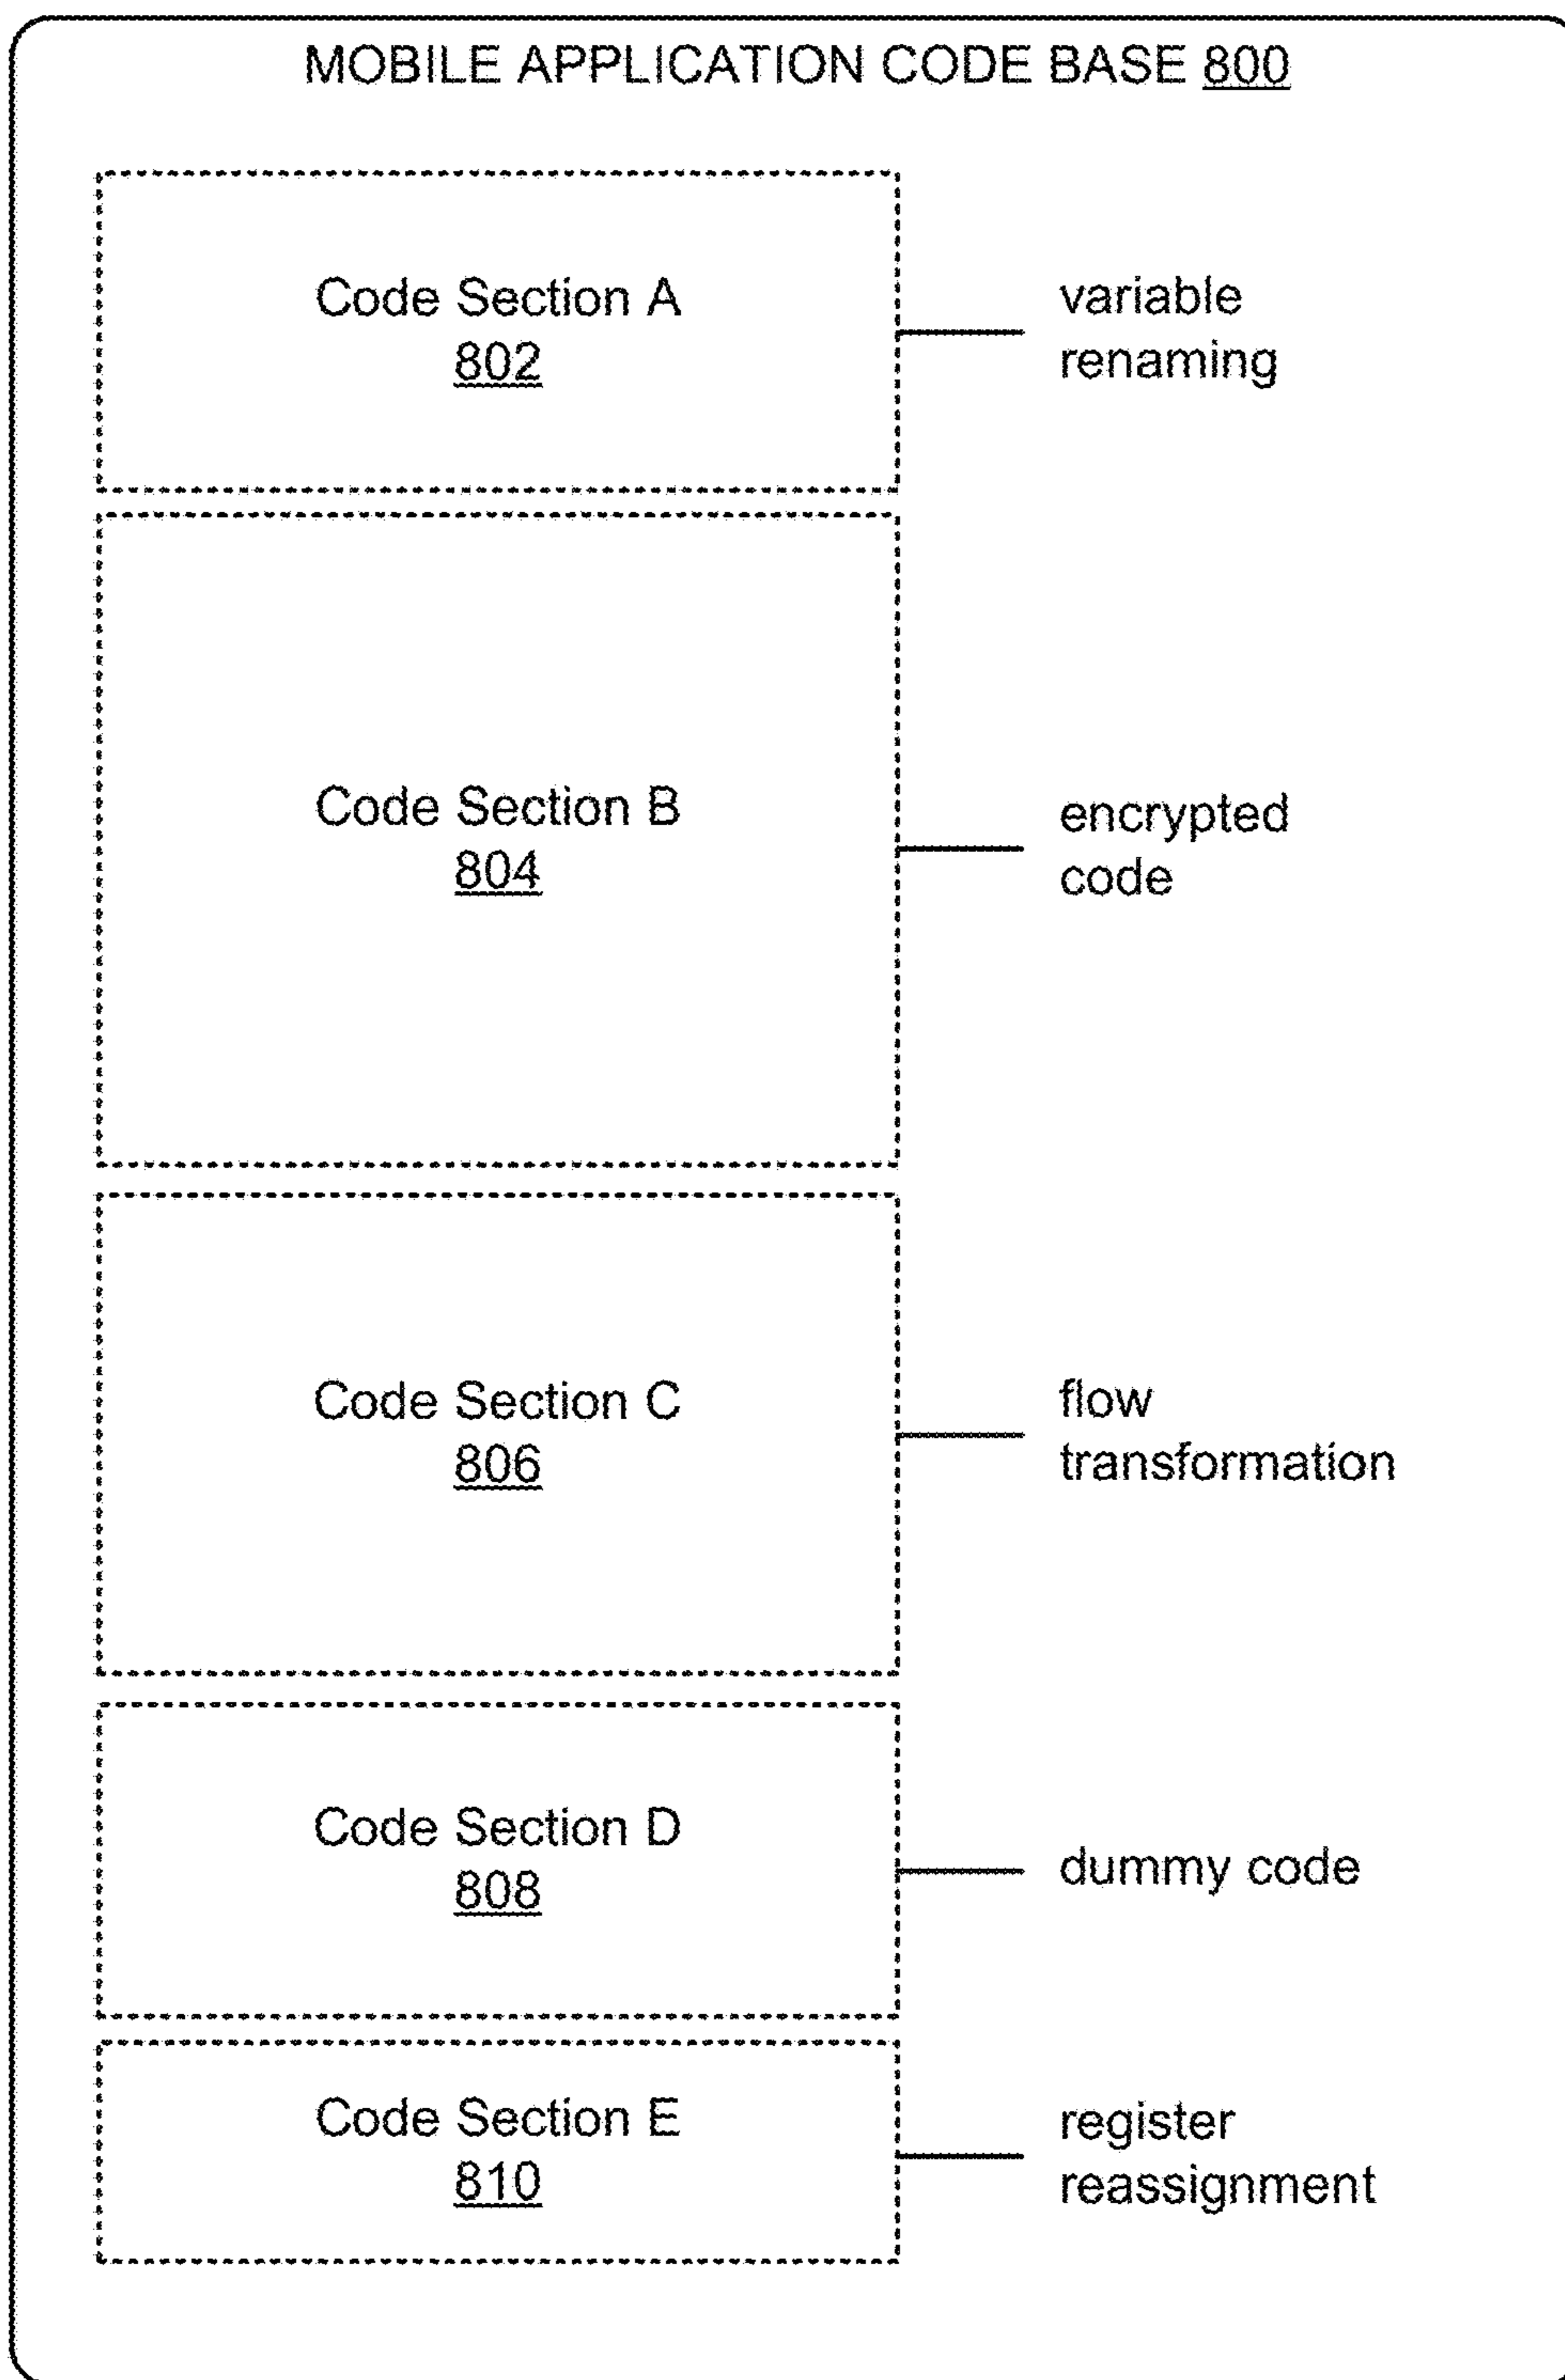 MOBILE APPLICATION CODE BASE 800
Code Section A
802
variable
renaming
Code Section B
804
encrypted
code
Code Section C
806
flow
transformation
Code Section D
808
dummy code
Code Section E
810
register
reassignment